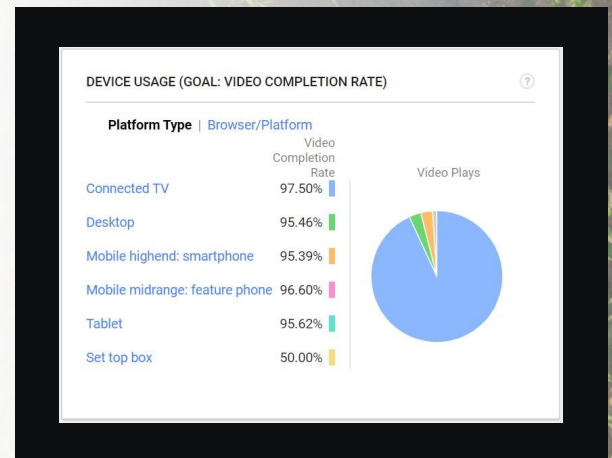 DEVICE USAGE (GOAL: VIDEO COMPLETION RATE)
?
Platform Type | Browser/Platform
Video
Completion
Rate
Video Plays
Connected TV 97.50%
Desktop 95.46%
Mobile highend: smartphone 95.39%
Mobile midrange: feature phone 96.60%
Tablet 95.62%
Set top box 50.00%